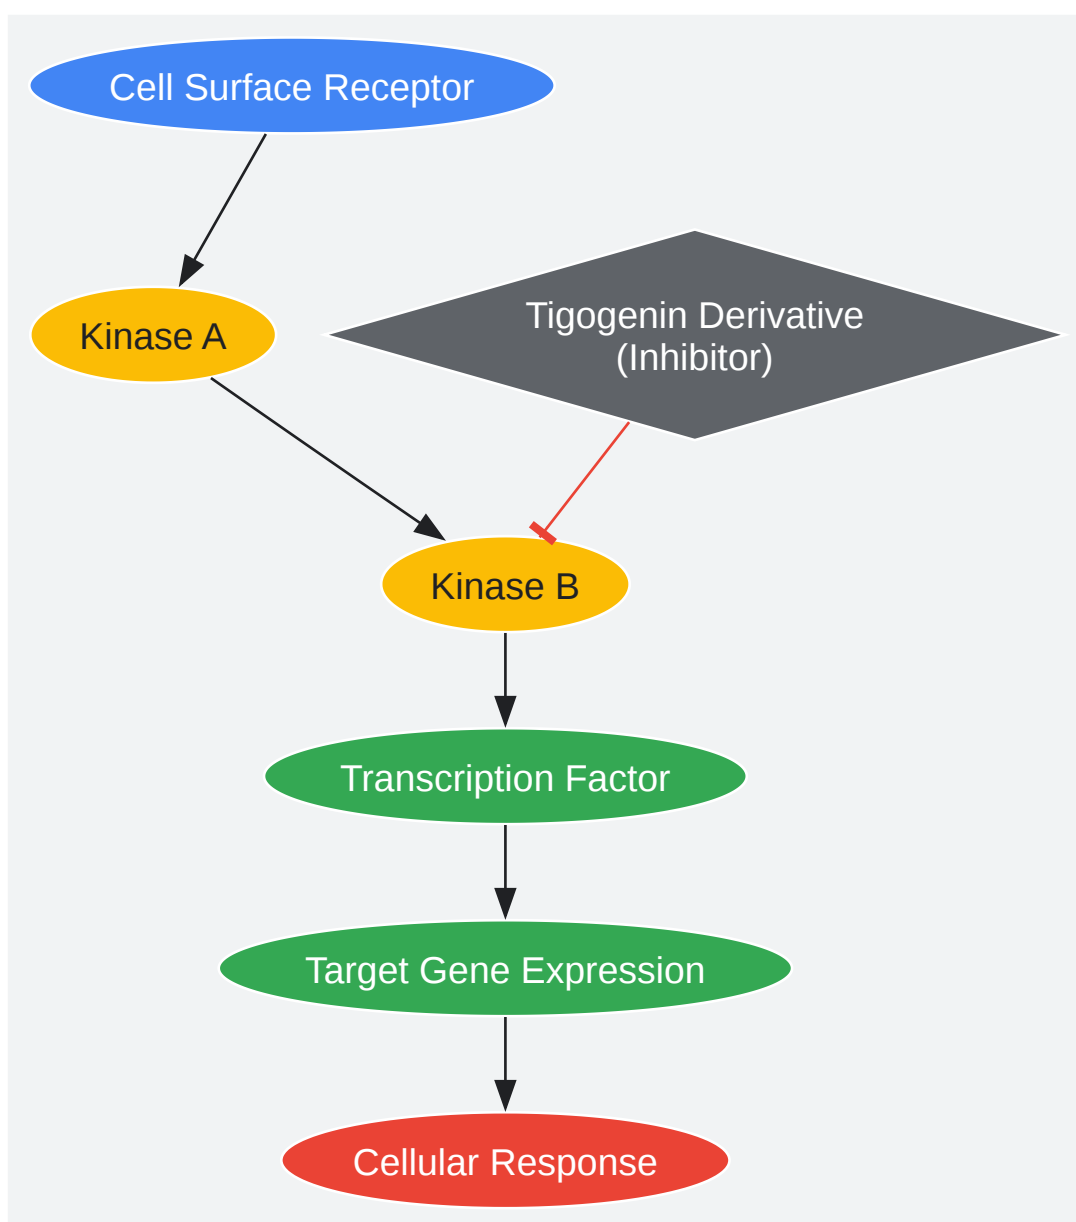 Cell Surface Receptor
Kinase A
Tigogenin Derivative
(Inhibitor)
Kinase B
Transcription Factor
Target Gene Expression
Cellular Response